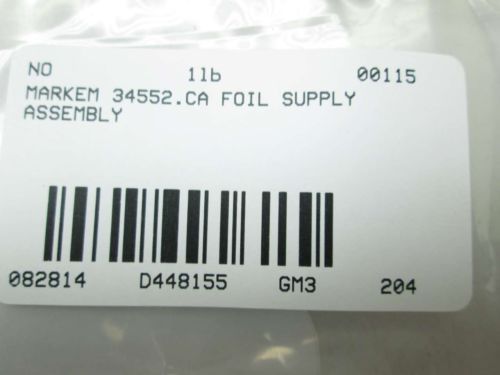 NO 1lb 00115
MARKEM 34552.CA FOIL SUPPLY
ASSEMBLY
082814 D448155 GM3 204